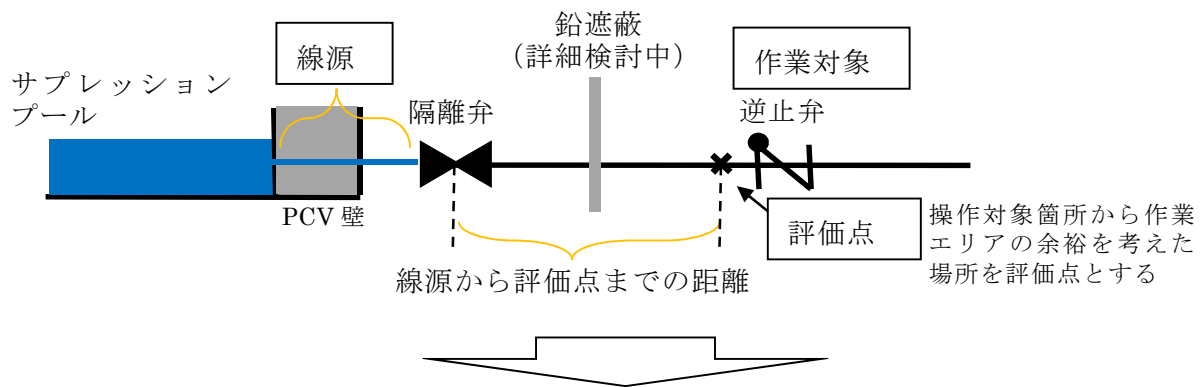 鉛遮蔽
（詳細検討中）
線源
作業対象
サプレッション
プール
隔離弁
逆止弁
PCV 壁
評価点
操作対象箇所から作業
エリアの余裕を考えた
場所を評価点とする
線源から評価点までの距離